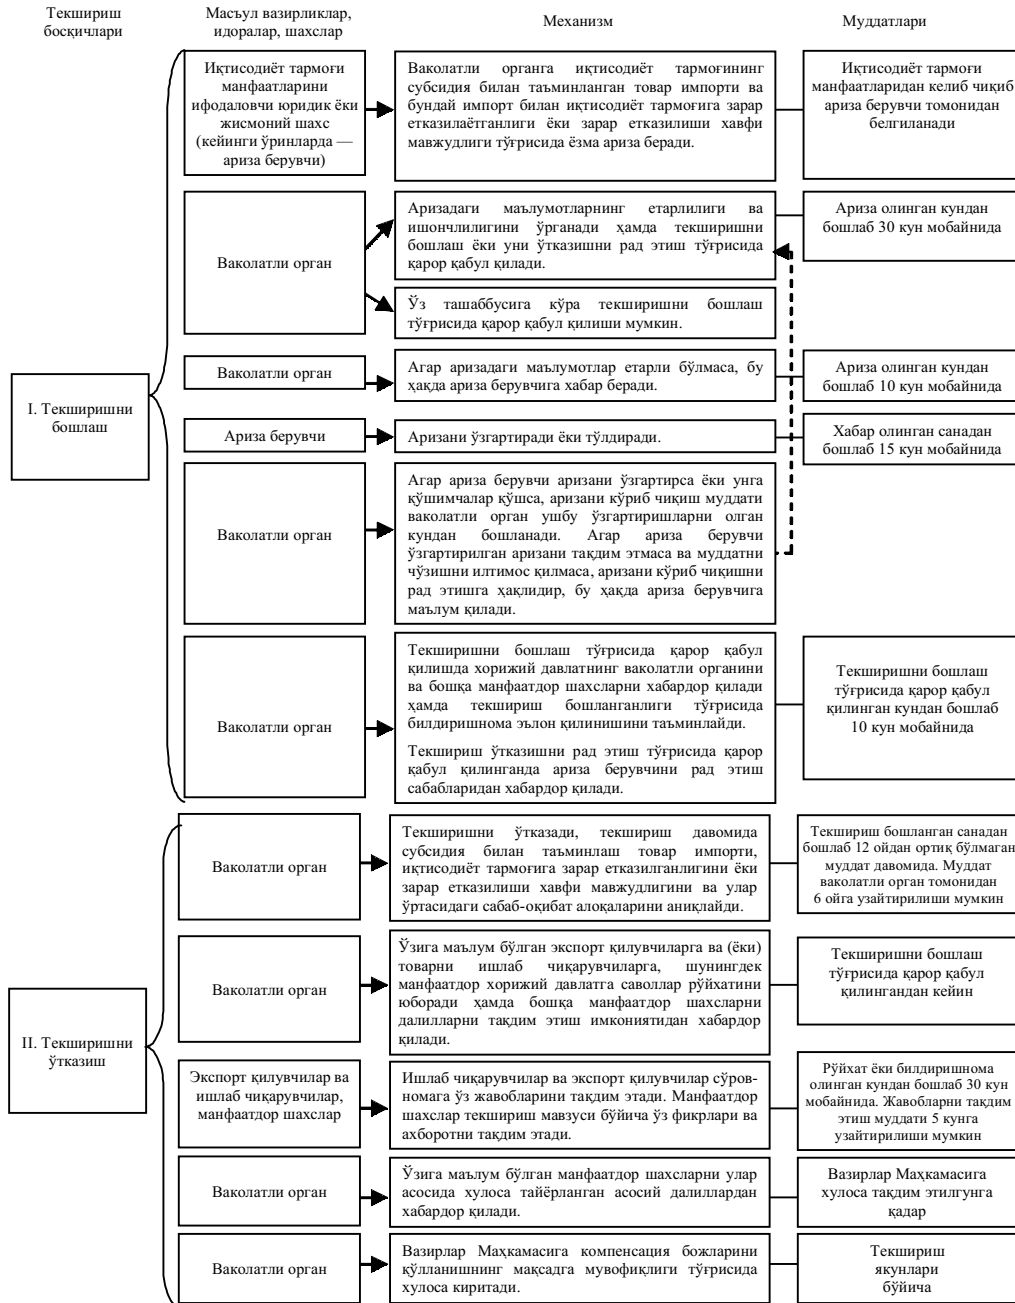 Текшириш
босқичлари
Масъул вазирликлар,
идоралар, шахслар
Механизм
Муддатлари
I. Текширишни
бошлаш
Иқтисодиёт тармоғи
манфаатларини
ифодаловчи юридик ёки
жисмоний шахс
(кейинги ўринларда —
ариза берувчи)
Ваколатли органга иқтисодиёт тармоғининг
субсидия билан таъминланган товар импорти ва
бундай импорт билан иқтисодиёт тармоғига зарар
етказилаётганлиги ёки зарар етказилиши хавфи
мавжудлиги тўғрисида ёзма ариза беради.
Иқтисодиёт тармоғи
манфаатларидан келиб чиқиб
ариза берувчи томонидан
белгиланади
Ваколатли орган
Аризадаги маълумотларнинг етарлилиги ва
ишончлилигини ўрганади ҳамда текширишни
бошлаш ёки уни ўтказишни рад этиш тўғрисида
қарор қабул қилади.
Ариза олинган кундан
бошлаб 30 кун мобайнида
Ўз ташаббусига кўра текширишни бошлаш
тўғрисида қарор қабул қилиши мумкин.
Ваколатли орган
Агар аризадаги маълумотлар етарли бўлмаса, бу
ҳақда ариза берувчига хабар беради.
Ариза олинган кундан
бошлаб 10 кун мобайнида
Ариза берувчи
Аризани ўзгартиради ёки тўлдиради.
Хабар олинган санадан
бошлаб 15 кун мобайнида
Ваколатли орган
Агар ариза берувчи аризани ўзгартирса ёки унга
қўшимчалар қўшса, аризани кўриб чиқиш муддати
ваколатли орган ушбу ўзгартиришларни олган
кундан бошланади. Агар ариза берувчи
ўзгартирилган аризани тақдим этмаса ва муддатни
чўзишни илтимос қилмаса, аризани кўриб чиқишни
рад этишга ҳақлидир, бу ҳақда ариза берувчига
маълум қилади.
Ваколатли орган
Текширишни бошлаш тўғрисида қарор қабул
қилишда хорижий давлатнинг ваколатли органини
ва бошқа манфаатдор шахсларни хабардор қилади
ҳамда текшириш бошланганлиги тўғрисида
билдиришнома эълон қилинишини таъминлайди.
Текшириш ўтказишни рад этиш тўғрисида қарор
қабул қилинганда ариза берувчини рад этиш
сабабларидан хабардор қилади.
Текширишни бошлаш
тўғрисида қарор қабул
қилинган кундан бошлаб
10 кун мобайнида
II. Текширишни
ўтказиш
Ваколатли орган
Текширишни ўтказади, текшириш давомида
субсидия билан таъминлаш товар импорти,
иқтисодиёт тармоғига зарар етказилганлигини ёки
зарар етказилиши хавфи мавжудлигини ва улар
ўртасидаги сабаб-оқибат алоқаларини аниқлайди.
Текшириш бошланган санадан
бошлаб 12 ойдан ортиқ бўлмаган
муддат давомида. Муддат
ваколатли орган томонидан
6 ойга узайтирилиши мумкин
Ваколатли орган
Ўзига маълум бўлган экспорт қилувчиларга ва (ёки)
товарни ишлаб чиқарувчиларга, шунингдек
манфаатдор хорижий давлатга саволлар рўйхатини
юборади ҳамда бошқа манфаатдор шахсларни
далилларни тақдим этиш имкониятидан хабардор
қилади.
Текширишни бошлаш
тўғрисида қарор қабул
қилингандан кейин
Экспорт қилувчилар ва
ишлаб чиқарувчилар,
манфаатдор шахслар
Ишлаб чиқарувчилар ва экспорт қилувчилар сўров-
номага ўз жавобларини тақдим этади. Манфаатдор
шахслар текшириш мавзуси бўйича ўз фикрлари ва
ахборотни тақдим этади.
Рўйхат ёки билдиришнома
олинган кундан бошлаб 30 кун
мобайнида. Жавобларни тақдим
этиш муддати 5 кунга
узайтирилиши мумкин
Ваколатли орган
Ўзига маълум бўлган манфаатдор шахсларни улар
асосида хулоса тайёрланган асосий далиллардан
хабардор қилади.
Вазирлар Маҳкамасига
хулоса тақдим этилгунга
қадар
Ваколатли орган
Вазирлар Маҳкамасига компенсация божларини
қўлланишнинг мақсадга мувофиқлиги тўғрисида
хулоса киритади.
Текшириш
якунлари
бўйича